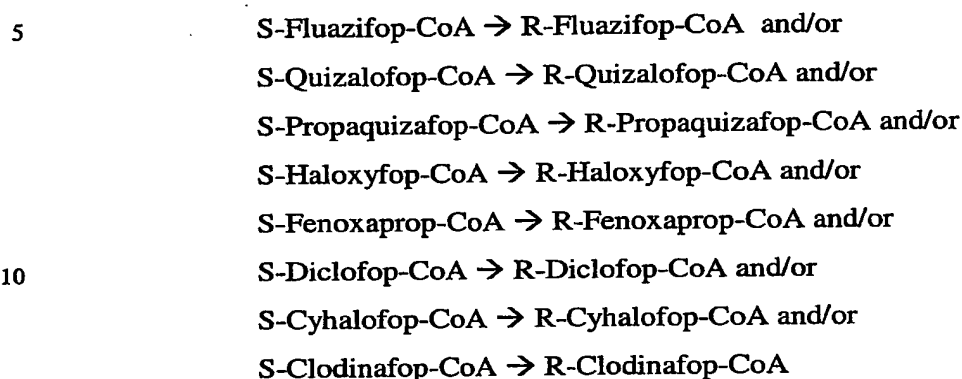 5 S-Fluazifop-CoA → R-Fluazifop-CoA and/or
S-Quizalofop-CoA → R-Quizalofop-CoA and/or
S-Propaquizafop-CoA → R-Propaquizafop-CoA and/or
S-Haloxyfop-CoA → R-Haloxyfop-CoA and/or
S-Fenoxaprop-CoA → R-Fenoxaprop-CoA and/or
10 S-Diclofop-CoA → R-Diclofop-CoA and/or
S-Cyhalofop-CoA → R-Cyhalofop-CoA and/or
S-Clodinafop-CoA → R-Clodinafop-CoA